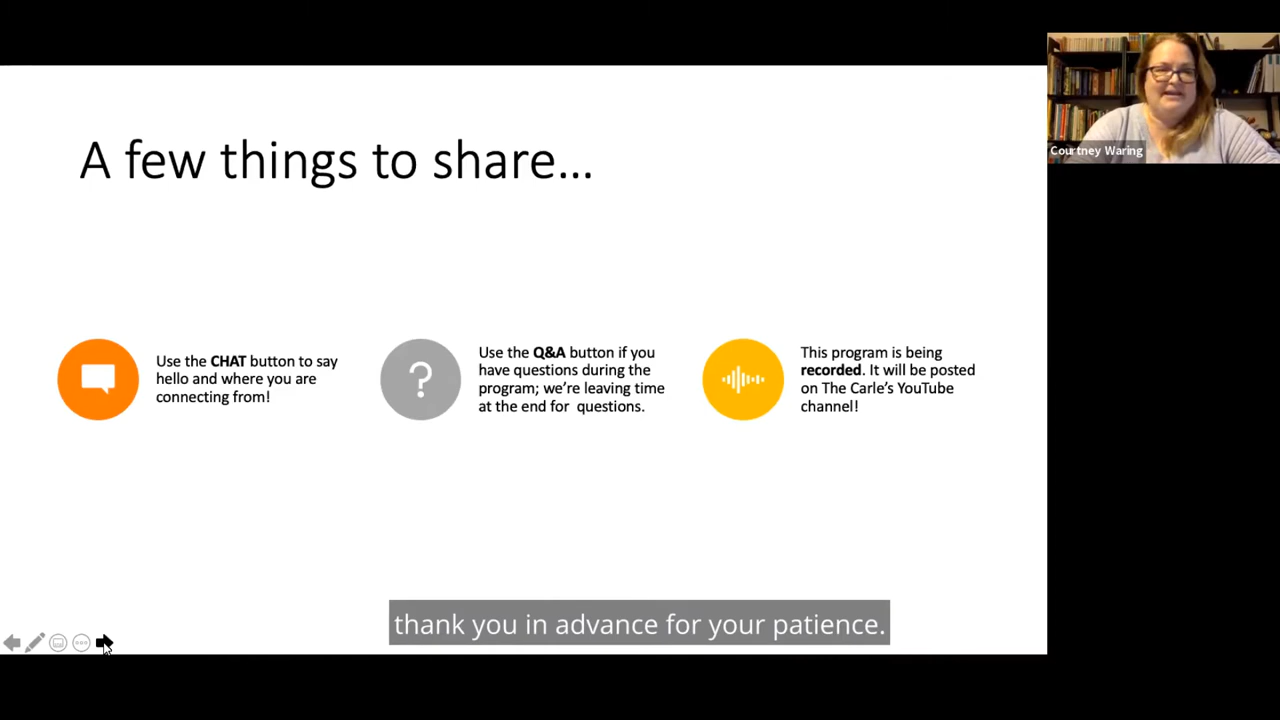 Courtney Waring
A few things to share...
Use the CHAT button to say
hello and where you are
connecting from!
?
Use the Q&A button if you
have questions during the
program; we're leaving time
at the end for questions.
This program is being
recorded. It will be posted
on The Carle's YouTube
channel!
thank you in advance for your patience.